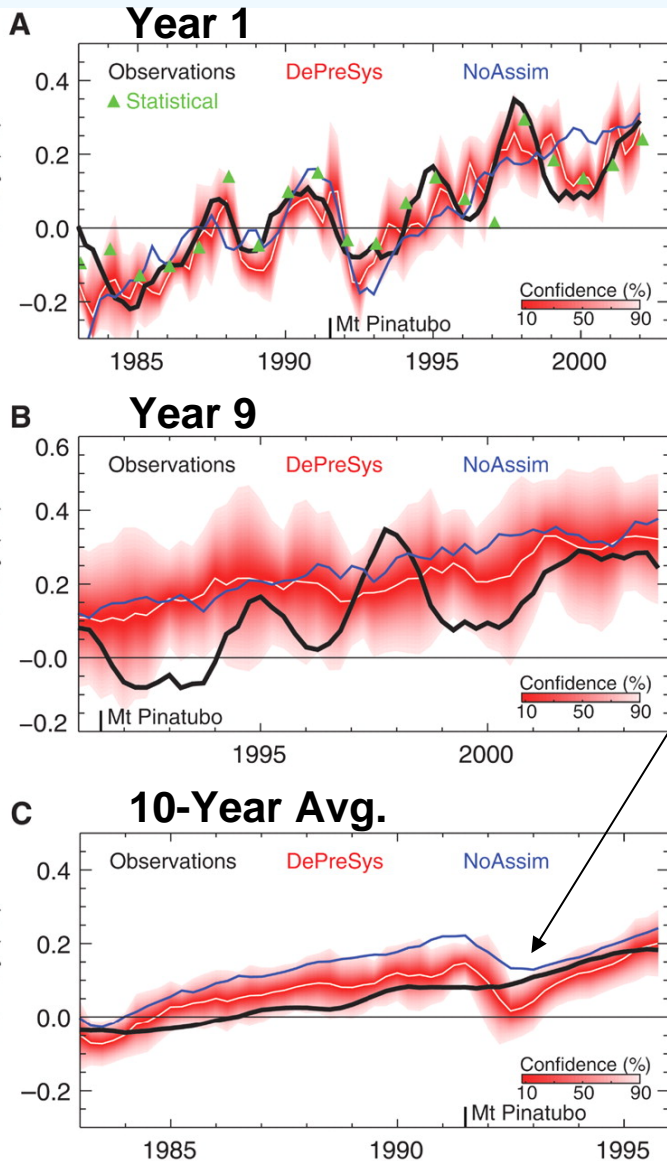 A Year 1
Observations DePreSys NoAssim
Statistical
0.4
0.2
0.0
−0.2
Confidence (%)
10 50 90
Mt Pinatubo
1985 1990 1995 2000
B Year 9
0.6
Observations DePreSys NoAssim
0.4
0.2
−0.0
Confidence (%)
10 50 90
−0.2
Mt Pinatubo
1995 2000
C 10-Year Avg.
Observations DePreSys NoAssim
0.4
0.2
0.0
Confidence (%)
10 50 90
−0.2
Mt Pinatubo
1985 1990 1995